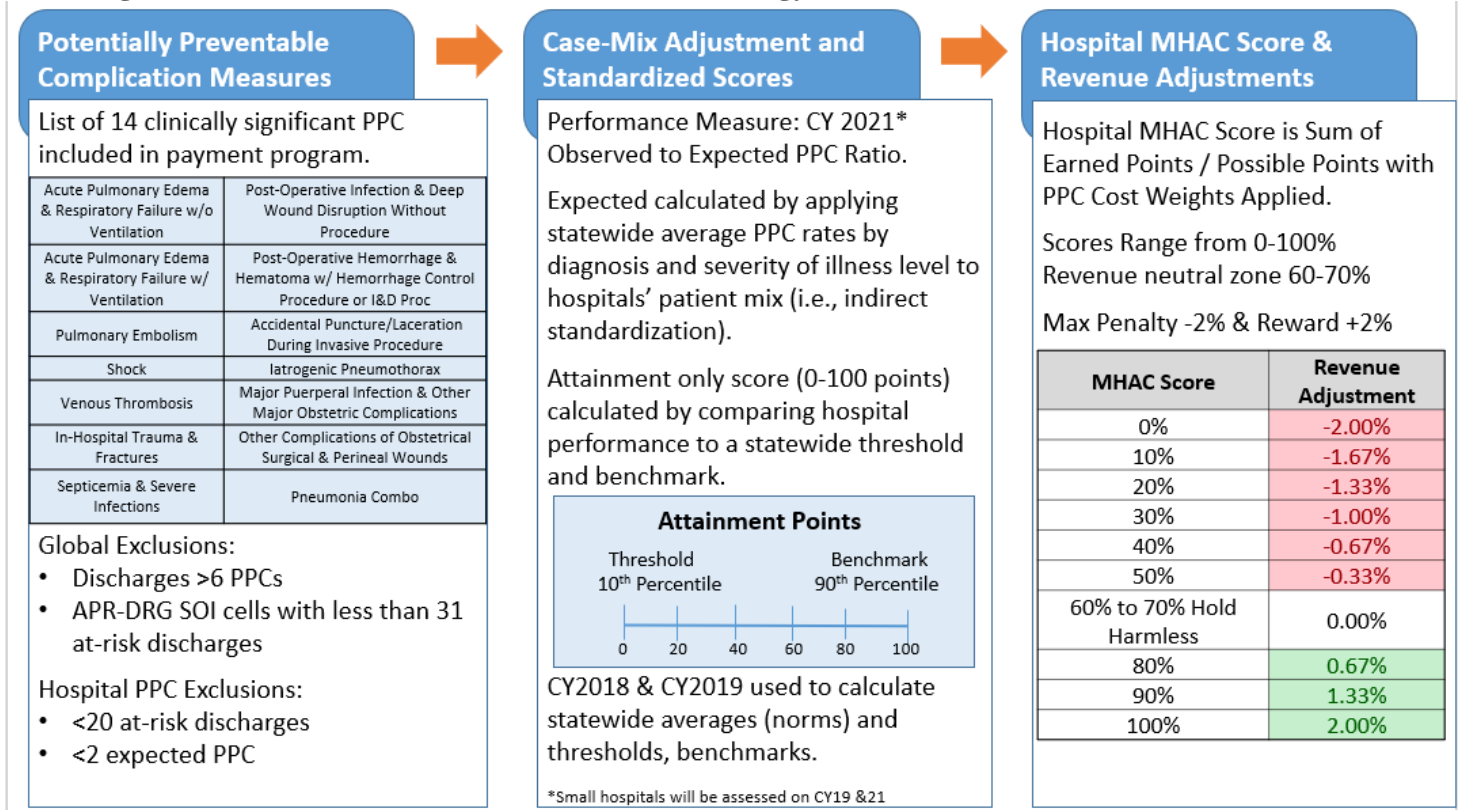 Potentially Preventable
Complication Measures
List of 14 clinically significant PPC
included in payment program.
Acute Pulmonary Edema
& Respiratory Failure w/o
Ventilation
Post-Operative Infection & Deep
Wound Disruption Without
Procedure
Acute Pulmonary Edema
& Respiratory Failure w/
Ventilation
Post-Operative Hemorrhage &
Hematoma w/ Hemorrhage Control
Procedure or I&D Proc
Pulmonary Embolism
Accidental Puncture/Laceration
During Invasive Procedure
Shock
Iatrogenic Pneumothorax
Venous Thrombosis
Major Puerperal Infection & Other
Major Obstetric Complications
In-Hospital Trauma &
Fractures
Other Complications of Obstetrical
Surgical & Perineal Wounds
Septicemia & Severe
Infections
Pneumonia Combo
Global Exclusions:
• Discharges >6 PPCs
• APR-DRG SOI cells with less than 31
at-risk discharges
Hospital PPC Exclusions:
• <20 at-risk discharges
• <2 expected PPC
Case-Mix Adjustment and
Standardized Scores
Performance Measure: CY 2021*
Observed to Expected PPC Ratio.
Expected calculated by applying
statewide average PPC rates by
diagnosis and severity of illness level to
hospitals' patient mix (i.e., indirect
standardization).
Attainment only score (0-100 points)
calculated by comparing hospital
performance to a statewide threshold
and benchmark.
Attainment Points
Threshold
10th Percentile
Benchmark
90th Percentile
0 20 40 60 80 100
CY2018 & CY2019 used to calculate
statewide averages (norms) and
thresholds, benchmarks.
*Small hospitals will be assessed on CY19 &21
Hospital MHAC Score &
Revenue Adjustments
Hospital MHAC Score is Sum of
Earned Points / Possible Points with
PPC Cost Weights Applied.
Scores Range from 0-100%
Revenue neutral zone 60-70%
Max Penalty -2% & Reward +2%
MHAC Score
Revenue
Adjustment
0% -2.00%
10% -1.67%
20% -1.33%
30% -1.00%
40% -0.67%
50% -0.33%
60% to 70% Hold
Harmless
0.00%
80% 0.67%
90% 1.33%
100% 2.00%